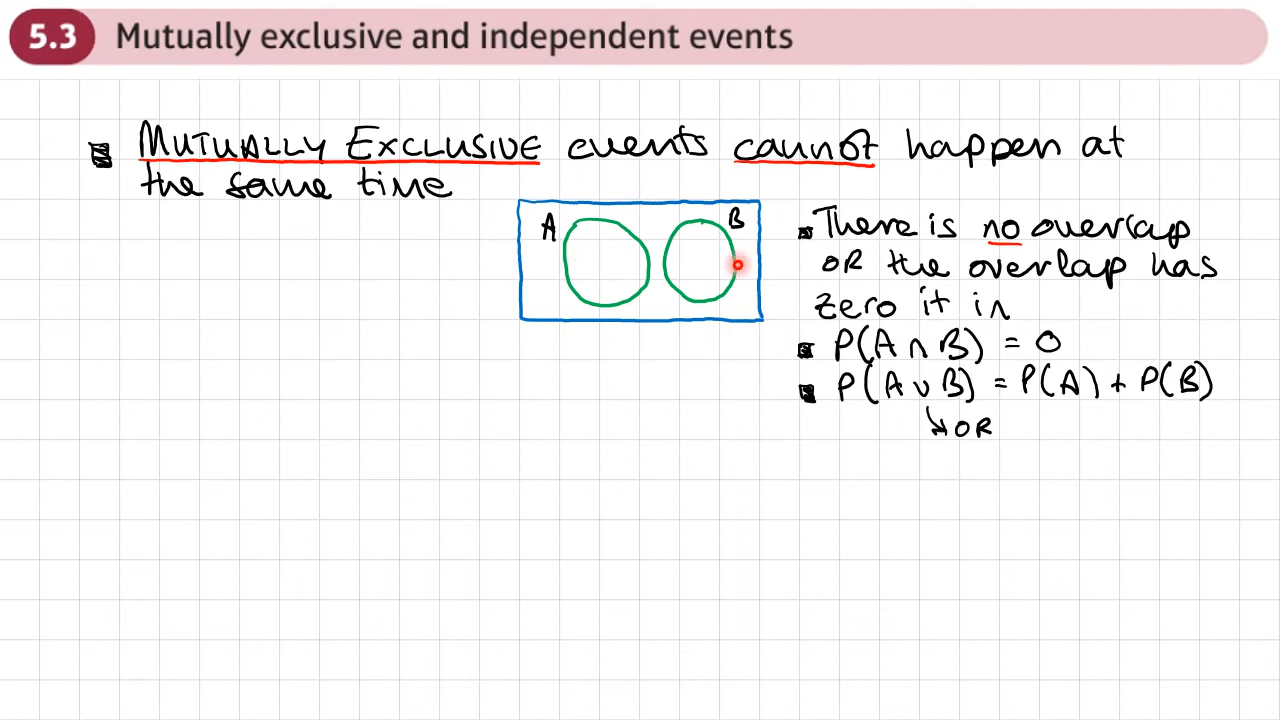 5.3 Mutually exclusive and independent events
MUTUALLY EXCLUSIVE events cannot happen at
the same time
A B
There is no overlap
OR the overlap has
zero it in
P(A ∩ B) = 0
P(A ∪ B) = P(A) + P(B)
↘OR